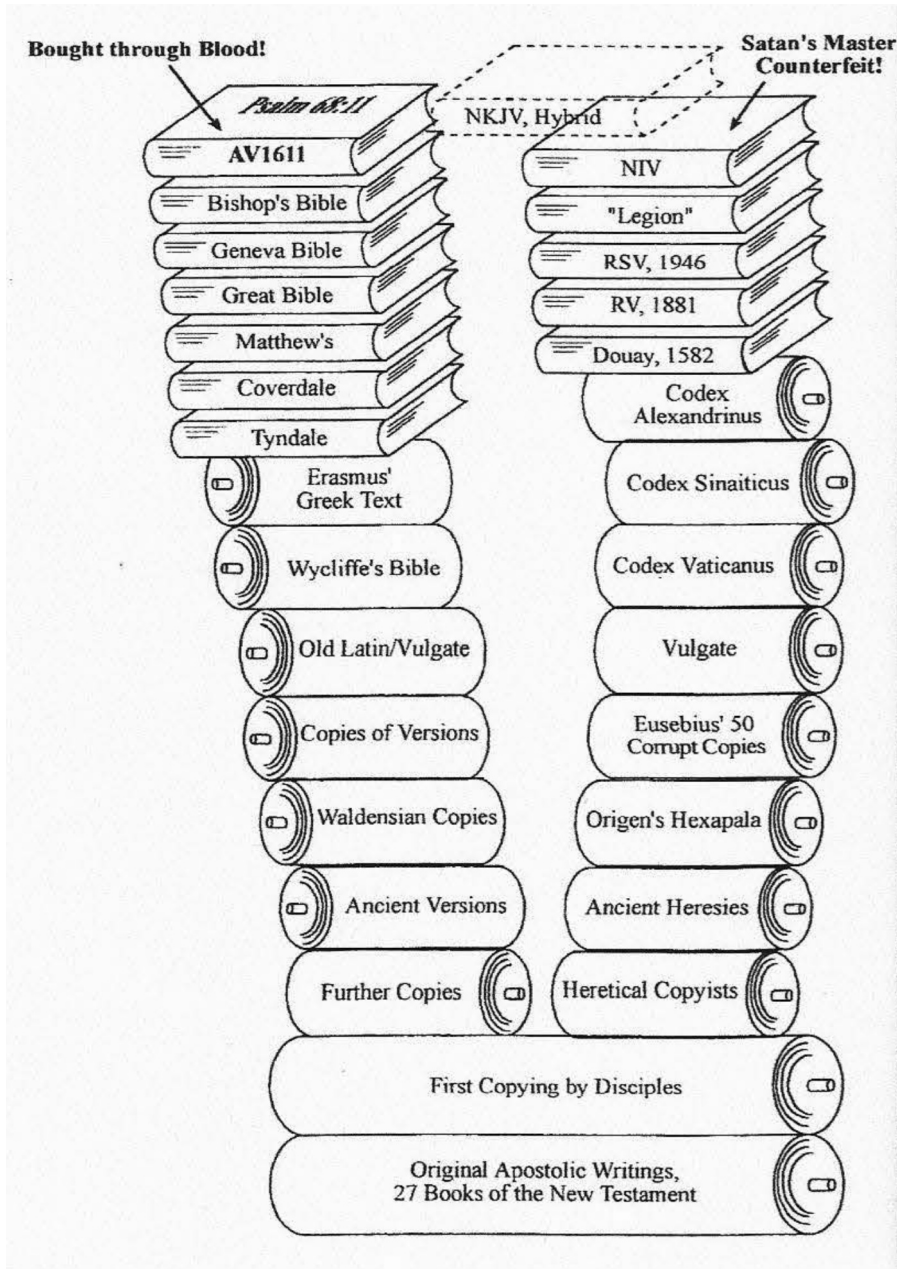 Bought through Blood!
Satan's Master
Counterfeit!
Psalm 68:11
NKJV, Hybrid
AV1611
Bishop's Bible
Geneva Bible
Great Bible
Matthew's
Coverdale
Tyndale
Erasmus'
Greek Text
Wycliffe's Bible
Old Latin/Vulgate
Copies of Versions
Waldensian Copies
Ancient Versions
Further Copies
NIV
"Legion"
RSV, 1946
RV, 1881
Douay, 1582
Codex
Alexandrinus
Codex Sinaiticus
Codex Vaticanus
Vulgate
Eusebius' 50
Corrupt Copies
Origen's Hexapala
Ancient Heresies
Heretical Copyists
First Copying by Disciples
Original Apostolic Writings,
27 Books of the New Testament